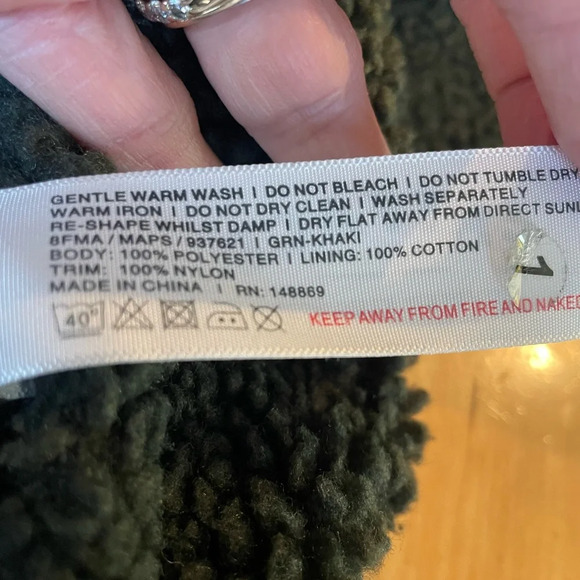 GENTLE WARM WASH | DO NOT BLEACH | DO NOT TUMBLE DRY
WARM IRON | DO NOT DRY CLEAN | WASH SEPARATELY
RE-SHAPE WHILST DAMP | DRY FLAT AWAY FROM DIRECT SUNL
8FMA / MAPS / 937621 | GRN-KHAKI
BODY: 100% POLYESTER | LINING: 100% COTTON
TRIM: 100% NYLON
MADE IN CHINA | RN: 148869
40° KEEP AWAY FROM FIRE AND NAKED
1